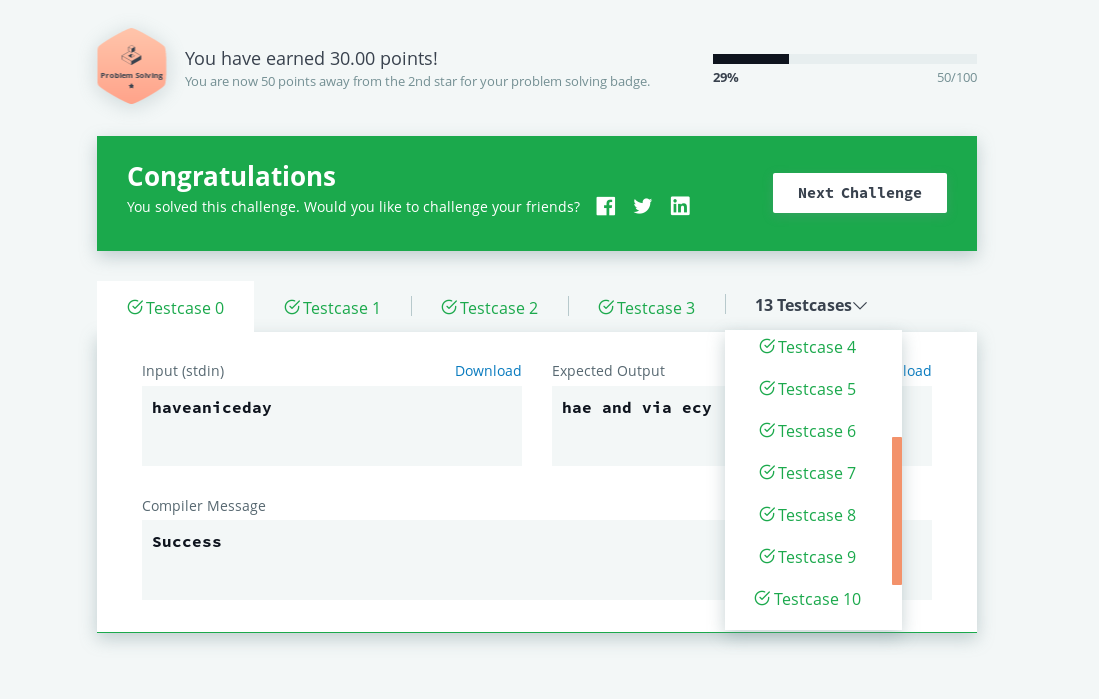 Problem Solving
You have earned 30.00 points!
You are now 50 points away from the 2nd star for your problem solving badge.
29%
50/100
Congratulations
You solved this challenge. Would you like to challenge your friends?
Next Challenge
Testcase 0
Testcase 1
Testcase 2
Testcase 3
13 Testcases
Testcase 4
Testcase 5
Testcase 6
Testcase 7
Testcase 8
Testcase 9
Testcase 10
Input (stdin)
Download
Expected Output
load
haveaniceday
hae and via ecy
Compiler Message
Success